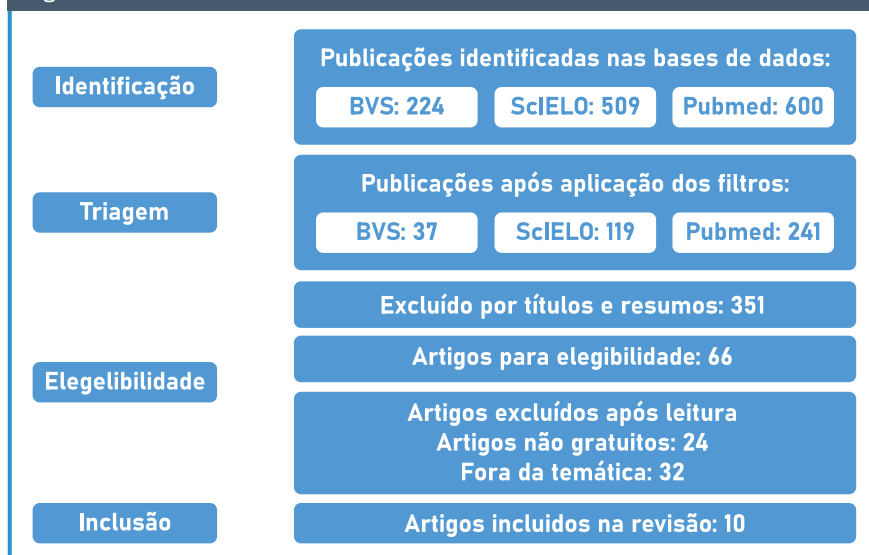 Identificação
Publicações identificadas nas bases de dados:
BVS: 224
ScIELO: 509
Pubmed: 600
Triagem
Publicações após aplicação dos filtros:
BVS: 37
ScIELO: 119
Pubmed: 241
Excluído por títulos e resumos: 351
Elegelibilidade
Artigos para elegibilidade: 66
Artigos excluídos após leitura
Artigos não gratuitos: 24
Fora da temática: 32
Inclusão
Artigos incluidos na revisão: 10